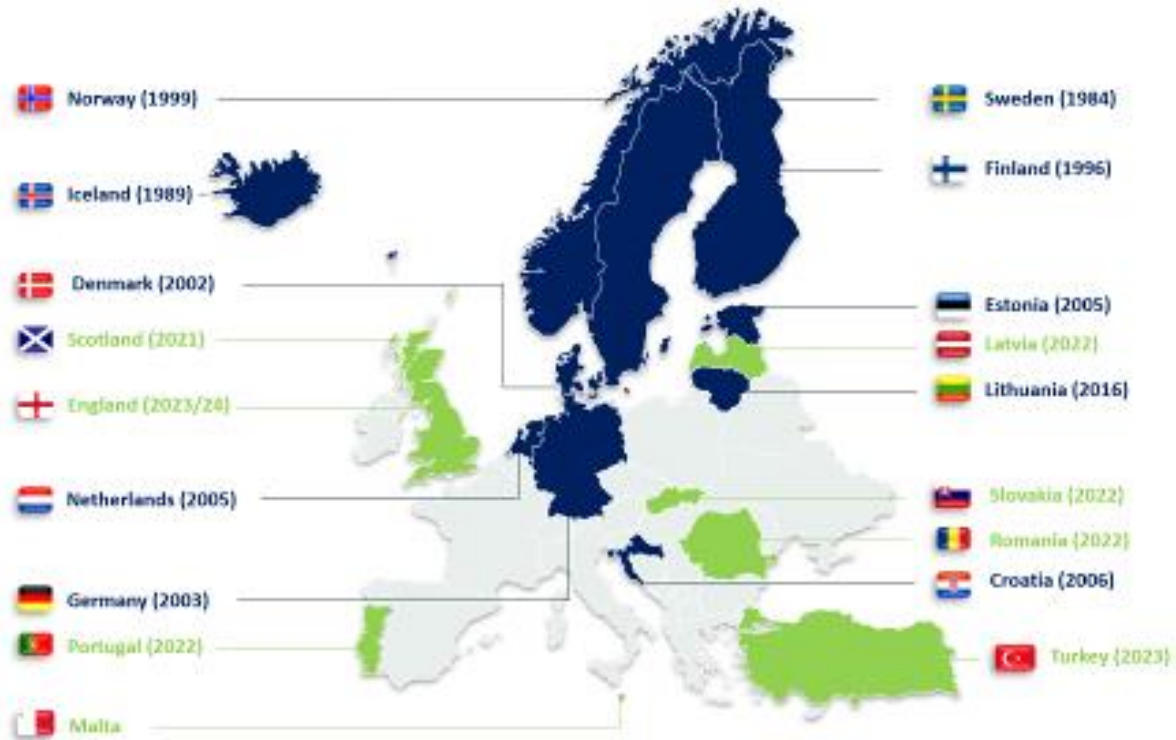 Norway (1999)
Iceland (1989)
Denmark (2002)
Scotland (2021)
England (2023/24)
Netherlands (2005)
Germany (2003)
Portugal (2022)
Malta
Sweden (1984)
Finland (1996)
Estonia (2005)
Latvia (2022)
Lithuania (2016)
Slovakia (2022)
Romania (2022)
Croatia (2006)
Turkey (2023)